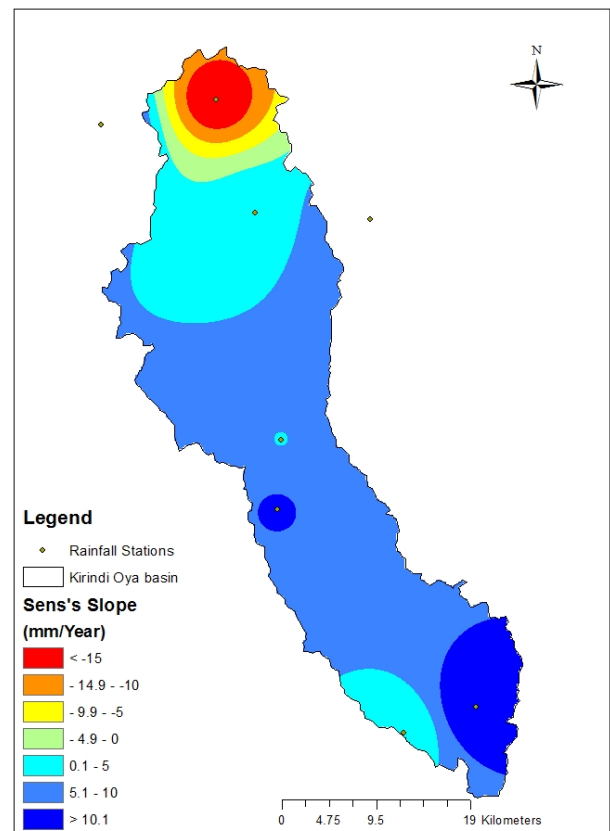 N
Legend
Rainfall Stations
Kirindi Oya basin
Sens's Slope
(mm/Year)
< -15
- 14.9 - -10
- 9.9 - -5
- 4.9 - 0
0.1 - 5
5.1 - 10
> 10.1
0 4.75 9.5 19 Kilometers